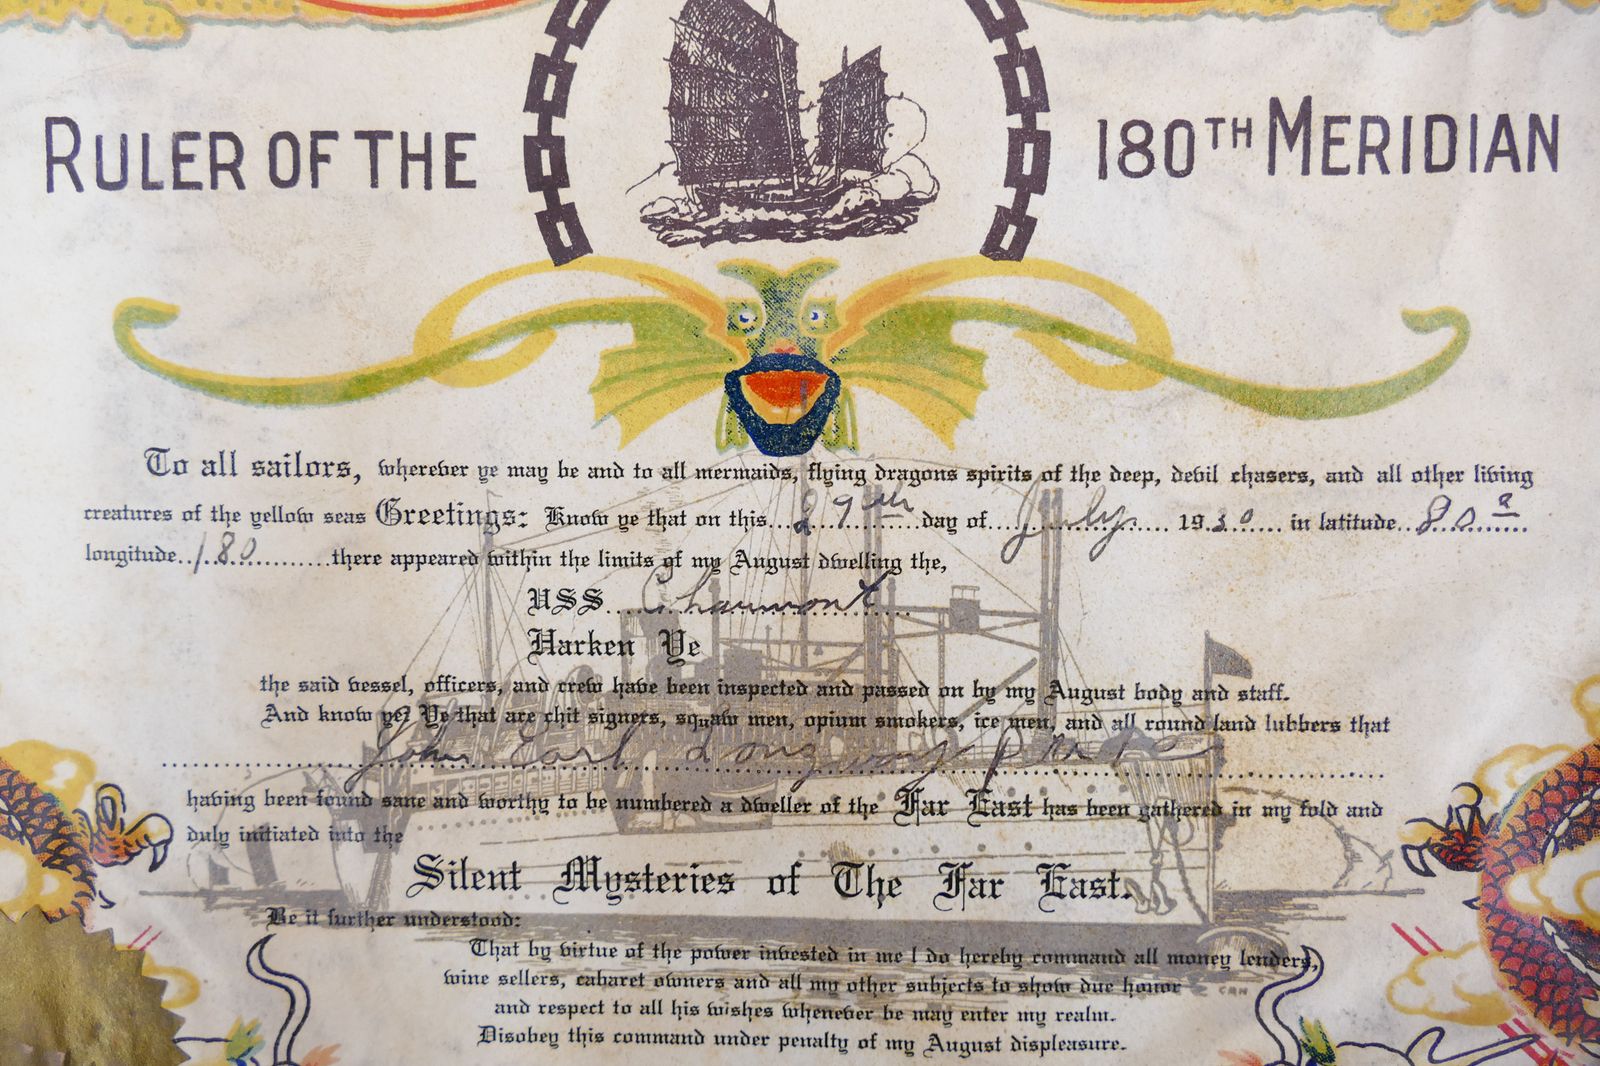 RULER OF THE 180TH MERIDIAN
To all sailors, wherever ye may be and to all mermaids, flying dragons spirits of the deep, devil chasers, and all other living
creatures of the yellow seas Greetings: Know ye that on this 29th day of July 1930 in latitude 80
longitude 180 there appeared within the limits of my August dwelling the,
USS Chaumont
Harken Ye
the said vessel, officers, and crew have been inspected and passed on by my August body and staff.
And know ye: Ye that are chit signers, squaw men, opium smokers, ice men, and all round land lubbers that
John Earl Longway
having been found sane and worthy to be numbered a dweller of the Far East has been gathered in my fold and
duly initiated into the
Silent Mysteries of The Far East.
Be it further understood:
That by virtue of the power invested in me I do hereby command all money lenders,
wine sellers, cabaret owners and all my other subjects to show due honor
and respect to all his wishes whenever he may enter my realm.
Disobey this command under penalty of my August displeasure.